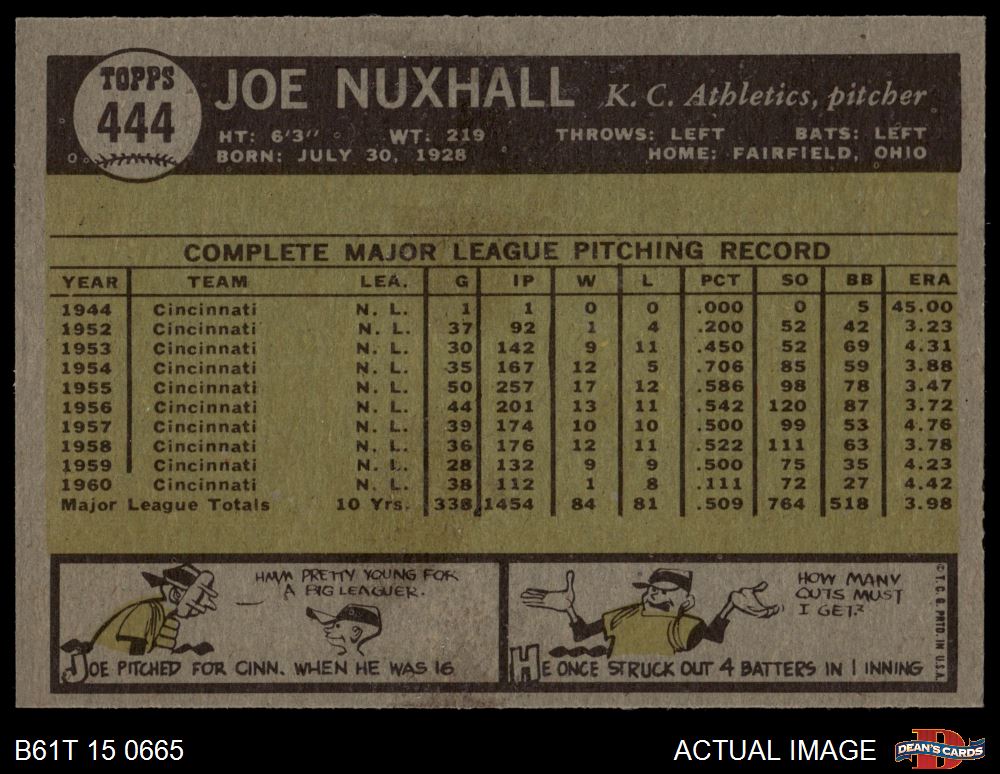 TOPPS
444
JOE NUXHALL K. C. Athletics, pitcher
HT: 6'3" WT: 219 THROWS: LEFT BATS: LEFT
BORN: JULY 30, 1928 HOME: FAIRFIELD, OHIO
COMPLETE MAJOR LEAGUE PITCHING RECORD
YEAR TEAM LEA. G IP W L PCT SO BB ERA
1944 Cincinnati N. L. 1 1 0 0 .000 0 5 45.00
1952 Cincinnati N. L. 37 92 1 4 .200 52 42 3.23
1953 Cincinnati N. L. 30 142 9 11 .450 52 69 4.31
1954 Cincinnati N. L. 35 167 12 5 .706 85 59 3.88
1955 Cincinnati N. L. 50 257 17 12 .586 98 78 3.47
1956 Cincinnati N. L. 44 201 13 11 .542 120 87 3.72
1957 Cincinnati N. L. 39 174 10 10 .500 99 53 4.76
1958 Cincinnati N. L. 36 176 12 11 .522 111 63 3.78
1959 Cincinnati N. L. 28 132 9 9 .500 75 35 4.23
1960 Cincinnati N. L. 38 112 1 8 .111 72 27 4.42
Major League Totals 10 Yrs. 338 1454 84 81 .509 764 518 3.98
HMM PRETTY YOUNG FOR
A BIG LEAGUER.
JOE PITCHED FOR CINN. WHEN HE WAS 16
HOW MANY
OUTS MUST
I GET?
HE ONCE STRUCK OUT 4 BATTERS IN 1 INNING
© T. C. G. PRTD. IN U.S.A.
B61T 15 0665
ACTUAL IMAGE
D
DEAN'S CARDS